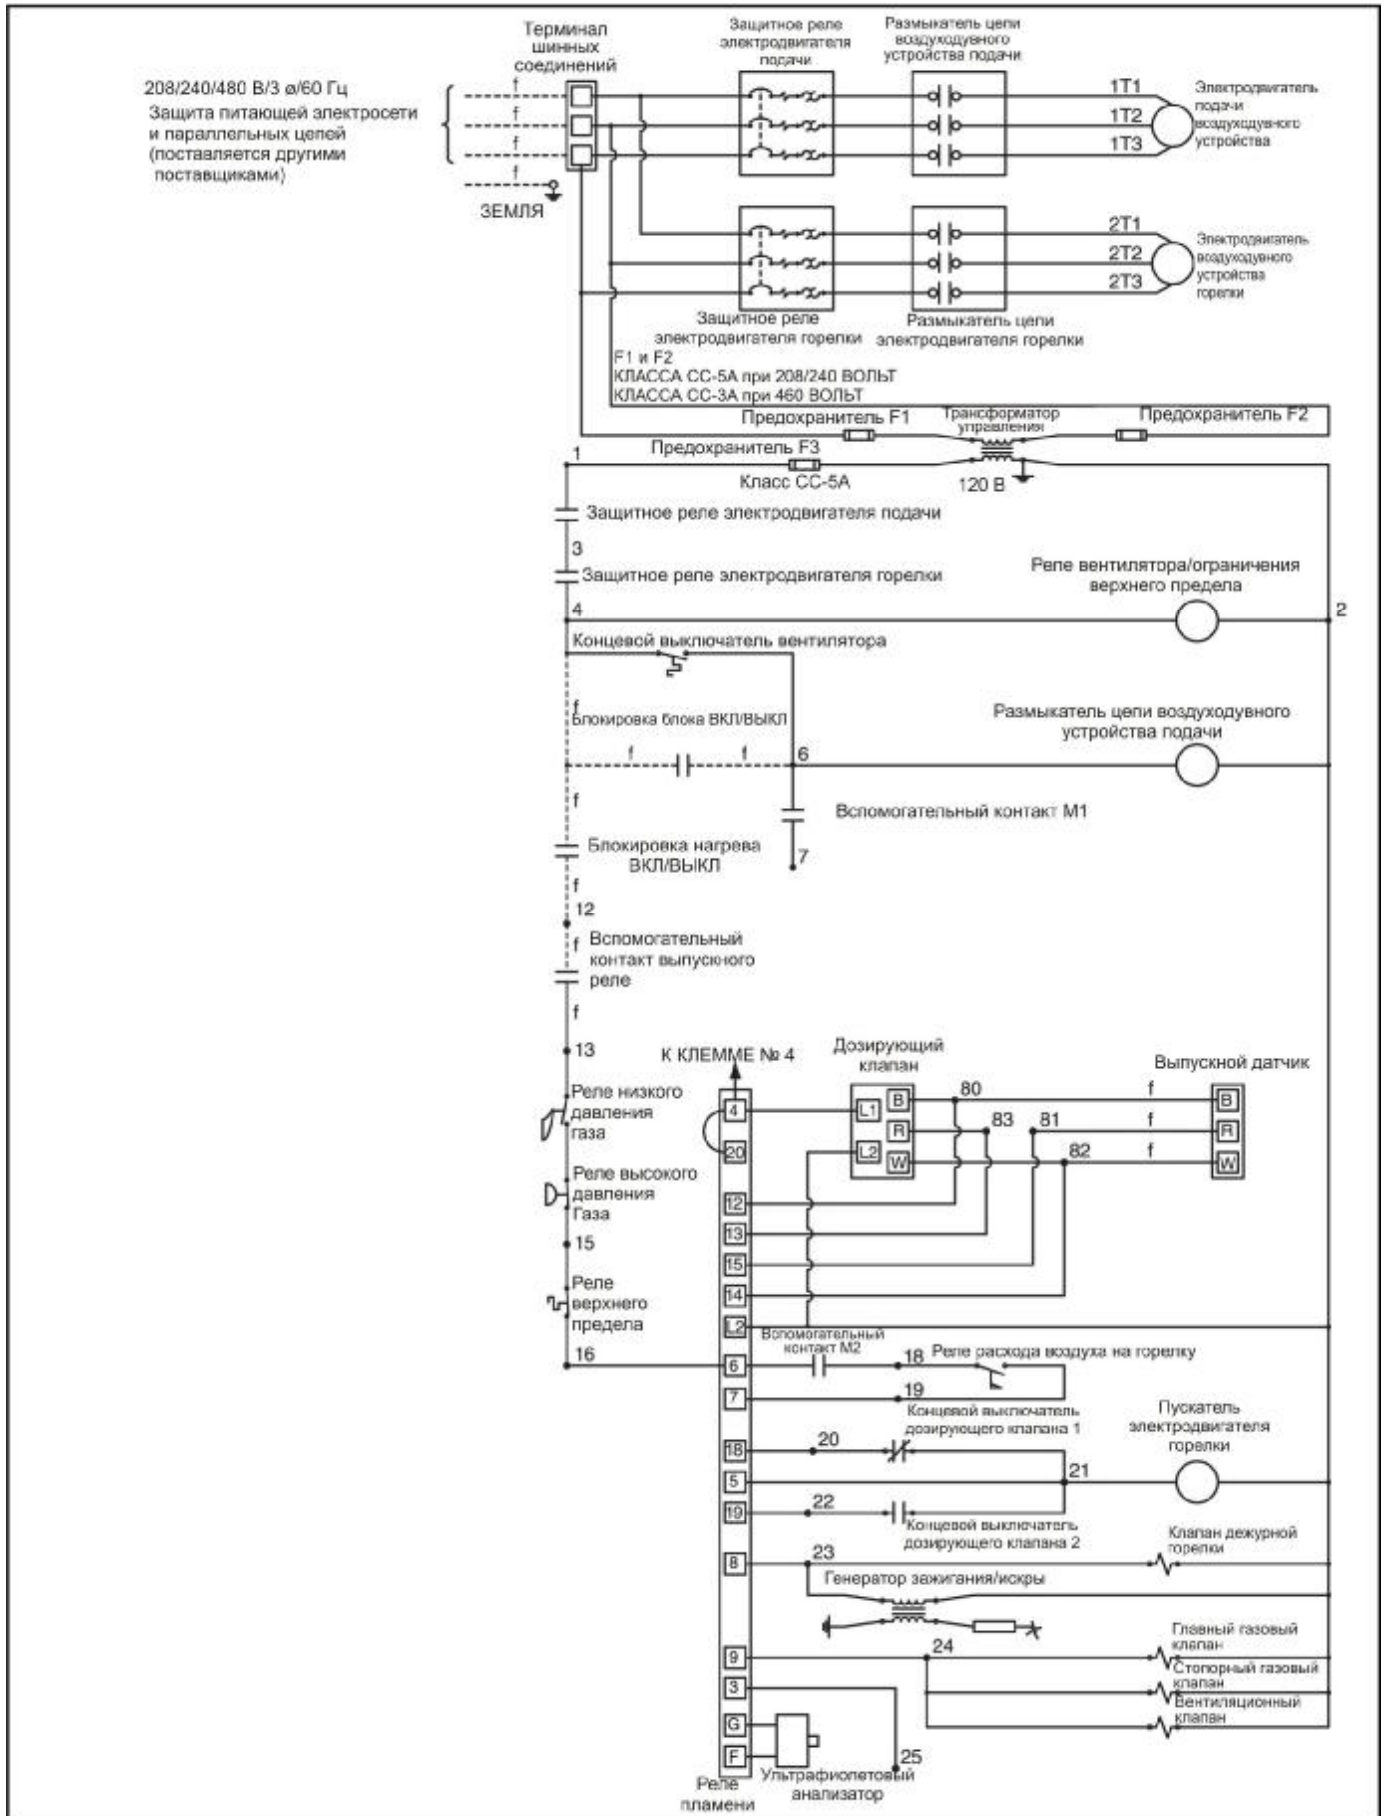 Терминал
шинных
соединений
Защитное реле
электродвигателя
подачи
Размыкатель цепи
воздуходувного
устройства подачи
208/240/480 В/3 ø/60 Гц
Защита питающей электросети
и параллельных цепей
(поставляется другими
поставщиками)
f
f
f
f
ЗЕМЛЯ
1T1
1T2
1T3
Электродвигатель
подачи
воздуходувного
устройства
2T1
2T2
2T3
Электродвигатель
воздуходувного
устройства
горелки
Защитное реле
электродвигателя горелки
Размыкатель цепи
электродвигателя горелки
F1 и F2
КЛАССА CC-5A при 208/240 ВОЛЬТ
КЛАССА CC-3A при 460 ВОЛЬТ
Предохранитель F1
Трансформатор
управления
Предохранитель F2
1
Предохранитель F3
Класс CC-5A
120 В
Защитное реле электродвигателя подачи
3
Защитное реле электродвигателя горелки
Реле вентилятора/ограничения
верхнего предела
4
2
Концевой выключатель вентилятора
f
Блокировка блока ВКЛ/ВЫКЛ
Размыкатель цепи воздуходувного
устройства подачи
f
f
6
f
Вспомогательный контакт M1
Блокировка нагрева
ВКЛ/ВЫКЛ
7
f
12
f
Вспомогательный
контакт выпускного
реле
f
13
К КЛЕММЕ № 4
Дозирующий
клапан
Выпускной датчик
Реле низкого
давления
газа
4
L1
B
80
f
B
R
83
81
f
R
20
L2
W
82
f
W
Реле высокого
давления
Газа
12
13
15
15
Реле
верхнего
предела
14
L2
Вспомогательный
контакт M2
16
6
18
Реле расхода воздуха на горелку
7
19
Концевой выключатель
дозирующего клапана 1
Пускатель
электродвигателя
горелки
18
20
5
21
19
22
Концевой выключатель
дозирующего клапана 2
Клапан дежурной
горелки
8
23
Генератор зажигания/искры
Главный газовый
клапан
9
24
Стопорный газовый
клапан
3
Вентиляционный
клапан
G
F
25
Ультрафиолетовый
анализатор
Реле
пламени